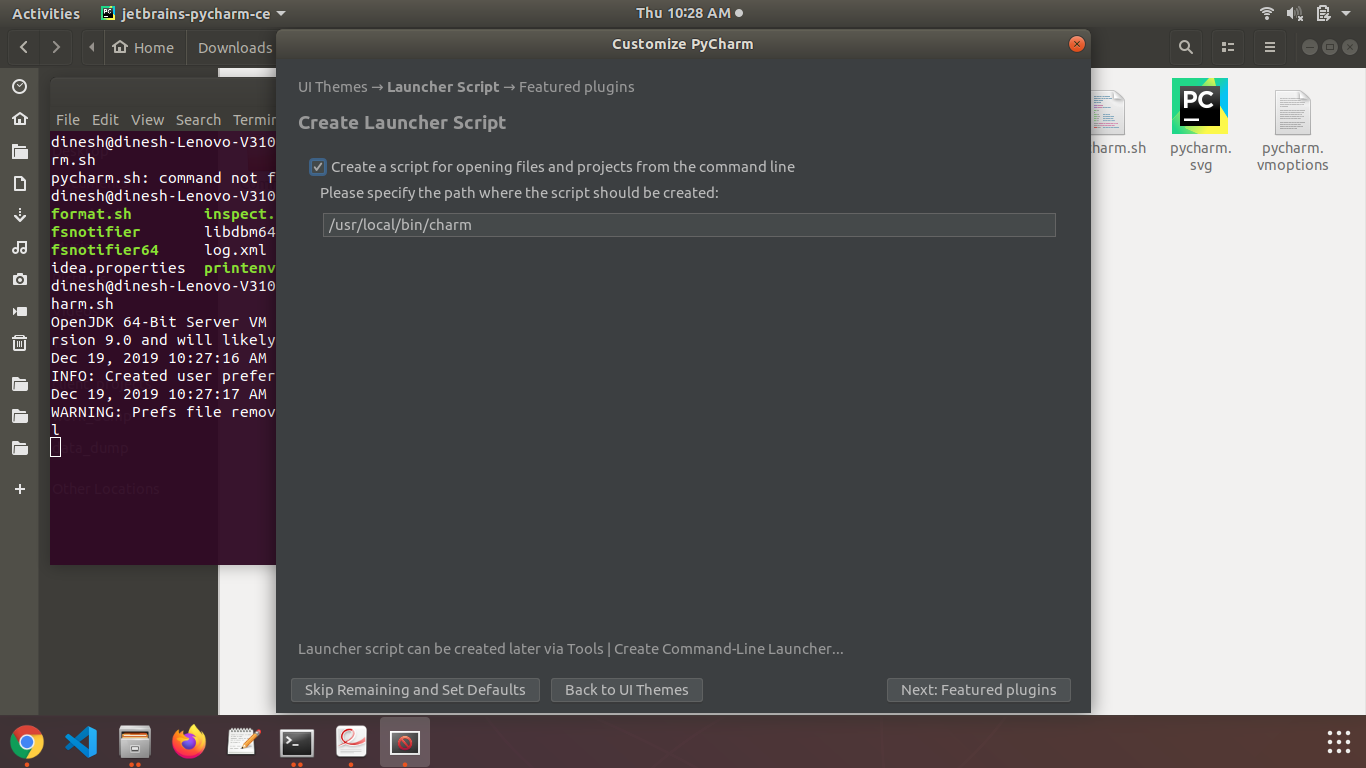 Activities jetbrains-pycharm-ce Thu 10:28 AM
Home Downloads
Customize PyCharm
UI Themes → Launcher Script → Featured plugins
Create Launcher Script
Create a script for opening files and projects from the command line
Please specify the path where the script should be created:
/usr/local/bin/charm
Launcher script can be created later via Tools | Create Command-Line Launcher...
Skip Remaining and Set Defaults Back to UI Themes Next: Featured plugins
File Edit View Search Termin
dinesh@dinesh-Lenovo-V310
rm.sh
pycharm.sh: command not f
dinesh@dinesh-Lenovo-V310
format.sh inspect.
fsnotifier libdbm64
fsnotifier64 log.xml
idea.properties printenv
dinesh@dinesh-Lenovo-V310
harm.sh
OpenJDK 64-Bit Server VM
rsion 9.0 and will likely
Dec 19, 2019 10:27:16 AM
INFO: Created user prefer
Dec 19, 2019 10:27:17 AM
WARNING: Prefs file remov
l
Other Locations
harm.sh
PC
pycharm.
svg
pycharm.
vmoptions